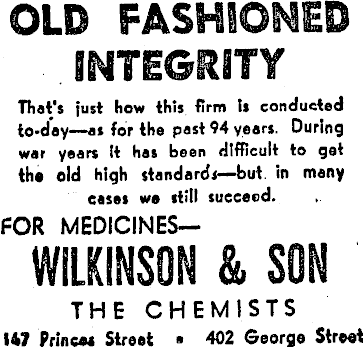 OLD FASHIONED
INTEGRITY
That's just how this firm is conducted
to-day—as for the past 94 years. During
war years it has been difficult to get
the old high standards—but in many
cases we still succeed.
FOR MEDICINES—
WILKINSON & SON
THE CHEMISTS
147 Princes Street • 402 George Street